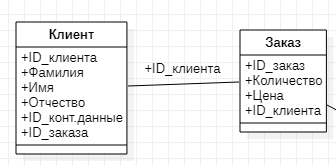 Клиент
+ID_клиента
+Фамилия
+Имя
+Отчество
+ID_конт.данные
+ID_заказа
+ID_клиента
Заказ
+ID_заказ
+Количество
+Цена
+ID_клиента